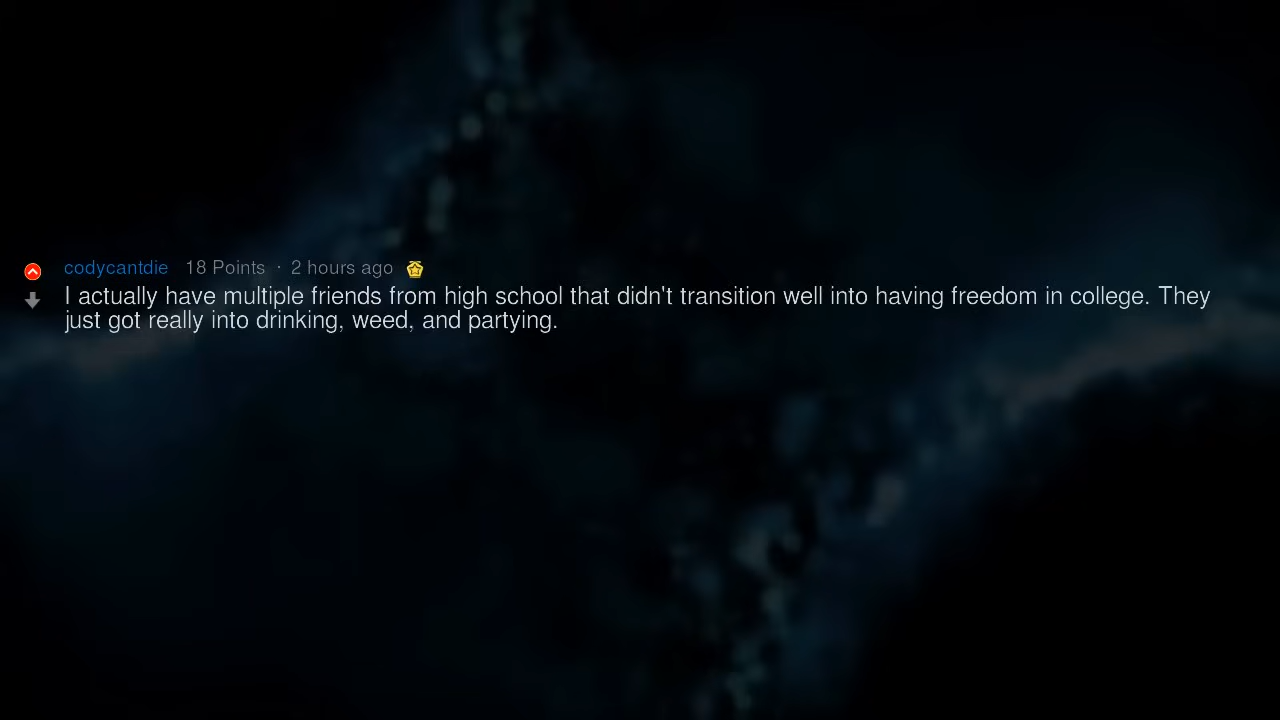 codycantdie 18 Points · 2 hours ago
I actually have multiple friends from high school that didn't transition well into having freedom in college. They
just got really into drinking, weed, and partying.